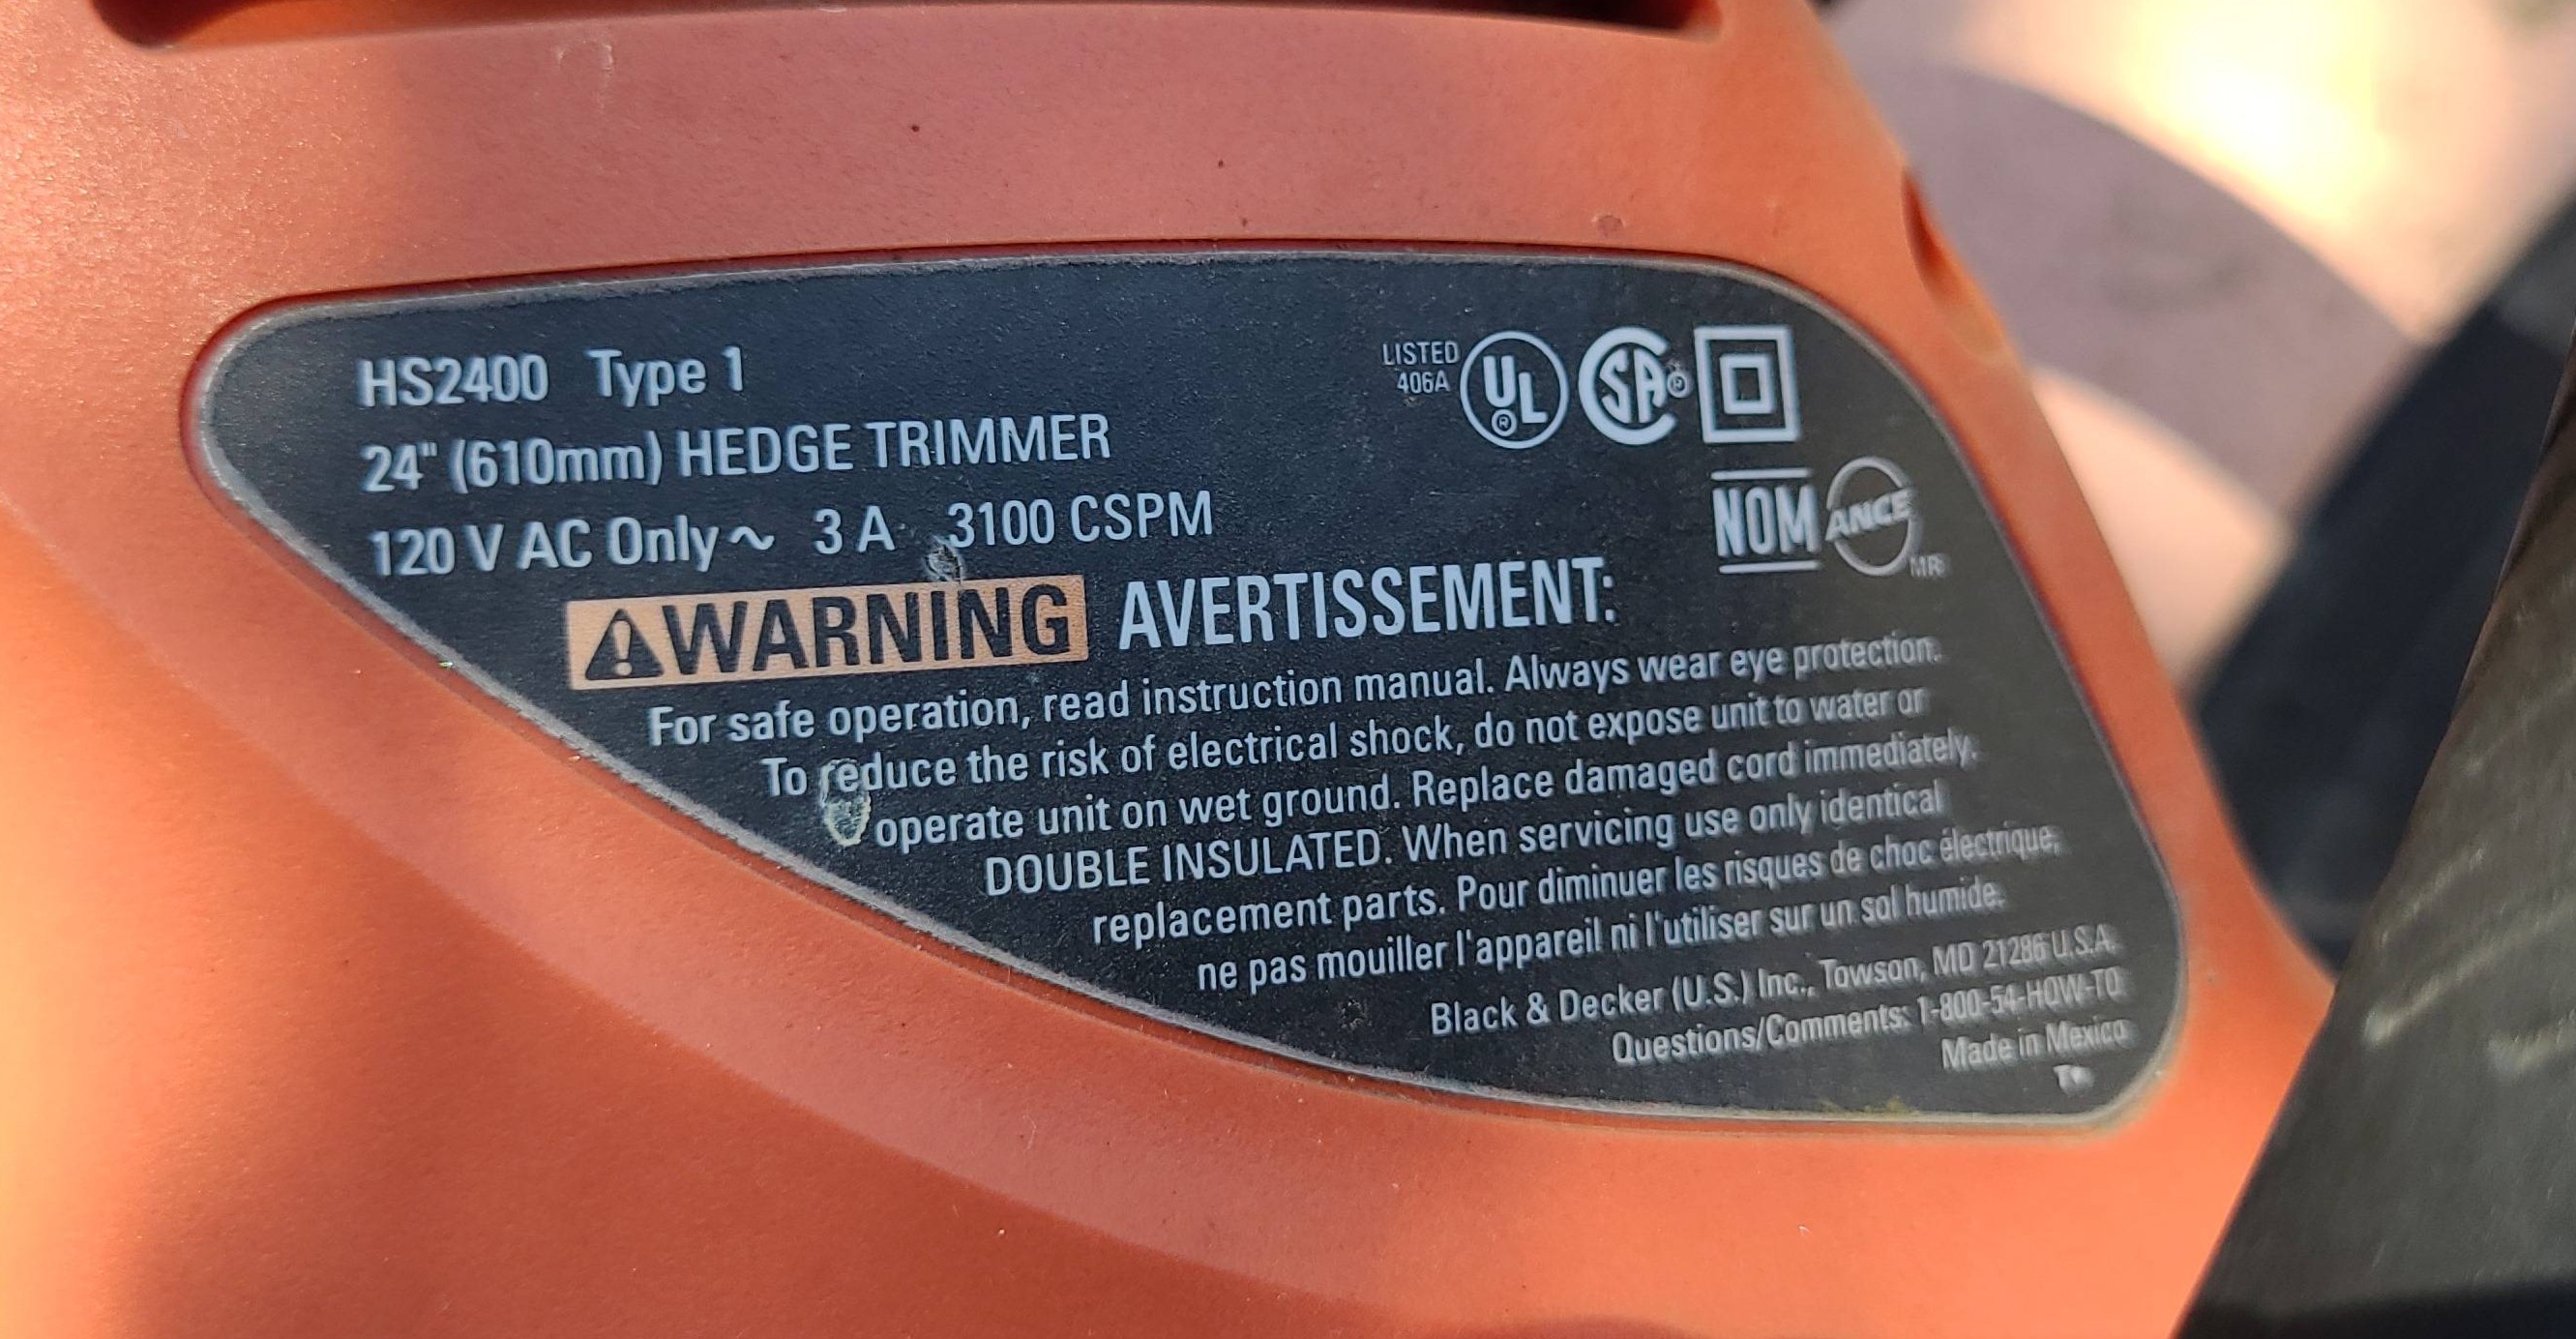 HS2400 Type 1
24" (610mm) HEDGE TRIMMER
120 V AC Only~ 3 A 3100 CSPM
LISTED
406A
UL
®
SA®
NOM ANCE
MR
WARNING AVERTISSEMENT:
For safe operation, read instruction manual. Always wear eye protection.
To reduce the risk of electrical shock, do not expose unit to water or
operate unit on wet ground. Replace damaged cord immediately.
DOUBLE INSULATED. When servicing use only identical
replacement parts. Pour diminuer les risques de choc électrique,
ne pas mouiller l'appareil ni l'utiliser sur un sol humide.
Black & Decker (U.S.) Inc., Towson, MD 21286 U.S.A.
Questions/Comments: 1-800-54-HOW-TO
Made in Mexico